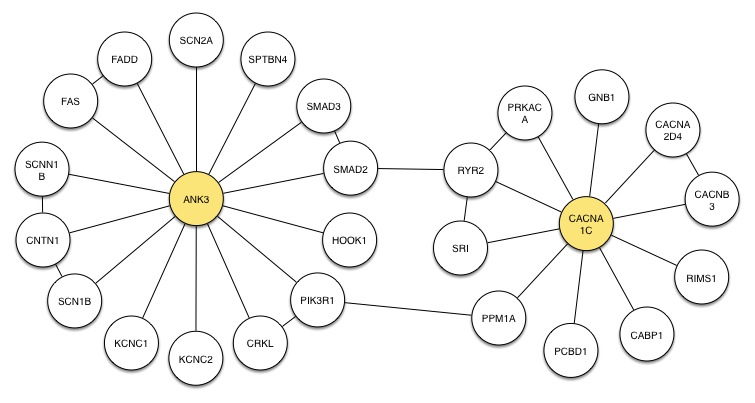 SCN2A
FADD
SPTBN4
FAS
SMAD3
SCNN1
B
SMAD2
ANK3
CNTN1
HOOK1
SCN1B
PIK3R1
KCNC1
KCNC2
CRKL
PRKAC
A
GNB1
CACNA
2D4
RYR2
CACNB
3
CACNA
1C
SRI
RIMS1
PPM1A
CABP1
PCBD1